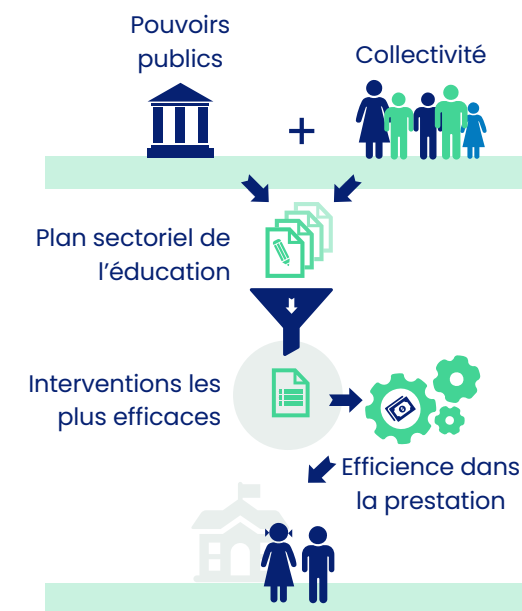 Pouvoirs
publics
Collectivité
+
Plan sectoriel de
l'éducation
Interventions les
plus efficaces
Efficience dans
la prestation